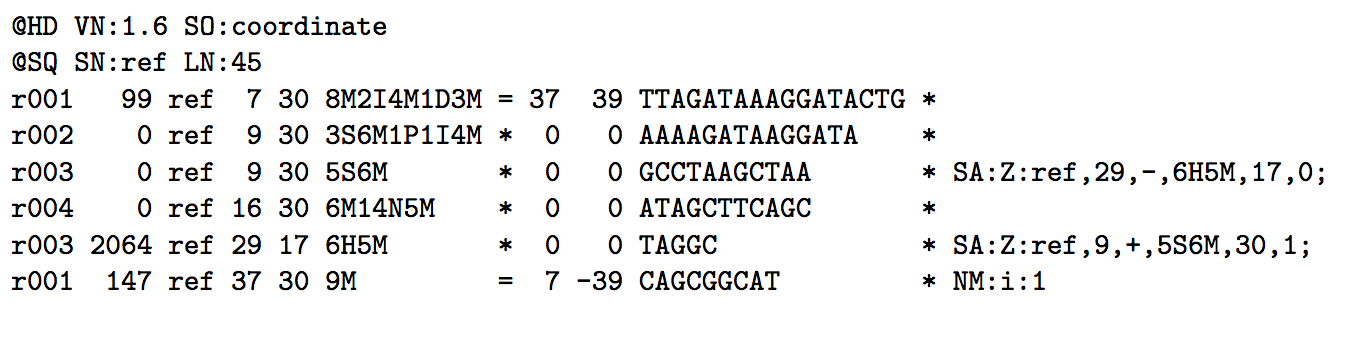 @HD VN:1.6 SO:coordinate
@SQ SN:ref LN:45
r001   99 ref  7 30 8M2I4M1D3M = 37  39 TTAGATAAAGGATACTG *
r002    0 ref  9 30 3S6M1P1I4M *  0   0 AAAAGATAAGGATA    *
r003    0 ref  9 30 5S6M       *  0   0 GCCTAAGCTAA       * SA:Z:ref,29,-,6H5M,17,0;
r004    0 ref 16 30 6M14N5M    *  0   0 ATAGCTTCAGC       *
r003 2064 ref 29 17 6H5M       *  0   0 TAGGC             * SA:Z:ref,9,+,5S6M,30,1;
r001  147 ref 37 30 9M         =  7 -39 CAGCGGCAT         * NM:i:1